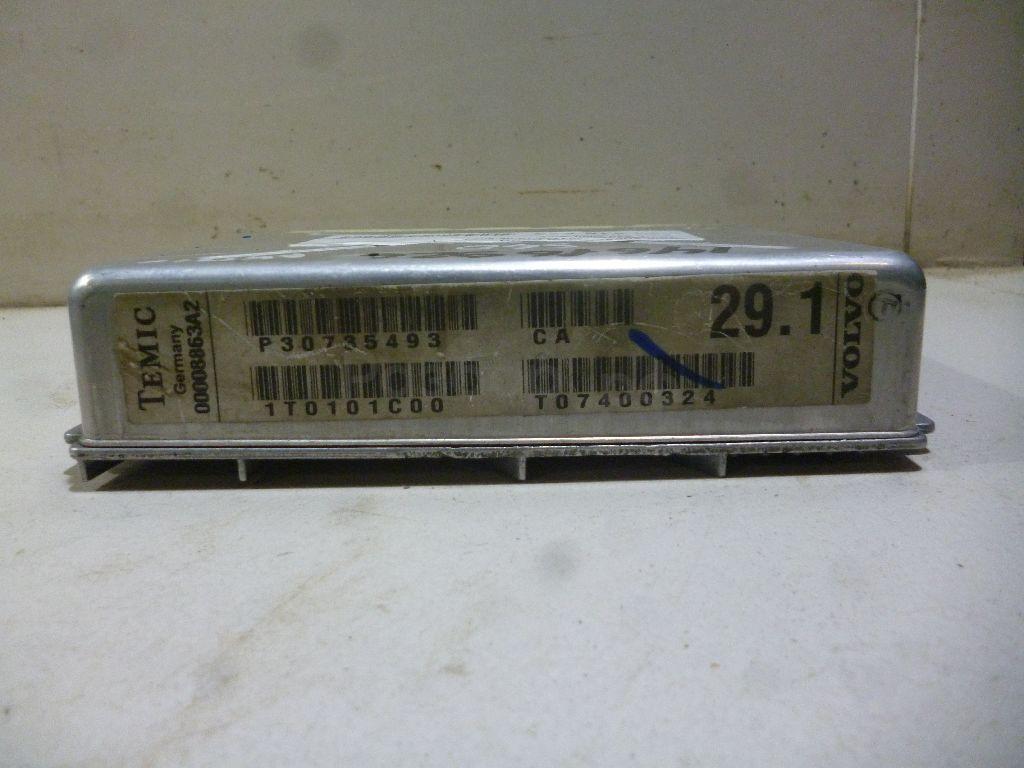 TEMIC
Germany
00008863A2
P30735493
1T0101C00
CA
T07400324
29.1
VOLVO